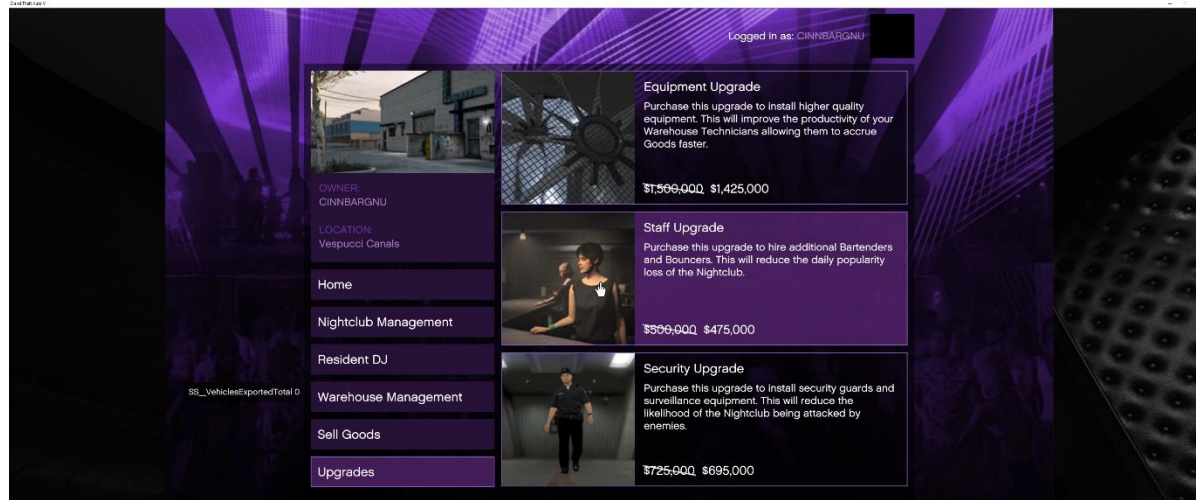 Grand Theft Auto V
Logged in as: CINNBARGNU
OWNER:
CINNBARGNU
LOCATION:
Vespucci Canals
Home
Nightclub Management
Resident DJ
Warehouse Management
Sell Goods
Upgrades
SS_VehiclesExportedTotal 0
Equipment Upgrade
Purchase this upgrade to install higher quality
equipment. This will improve the productivity of your
Warehouse Technicians allowing them to accrue
Goods faster.
$1,500,000 $1,425,000
Staff Upgrade
Purchase this upgrade to hire additional Bartenders
and Bouncers. This will reduce the daily popularity
loss of the Nightclub.
$500,000 $475,000
Security Upgrade
Purchase this upgrade to install security guards and
surveillance equipment. This will reduce the
likelihood of the Nightclub being attacked by
enemies.
$725,000 $695,000